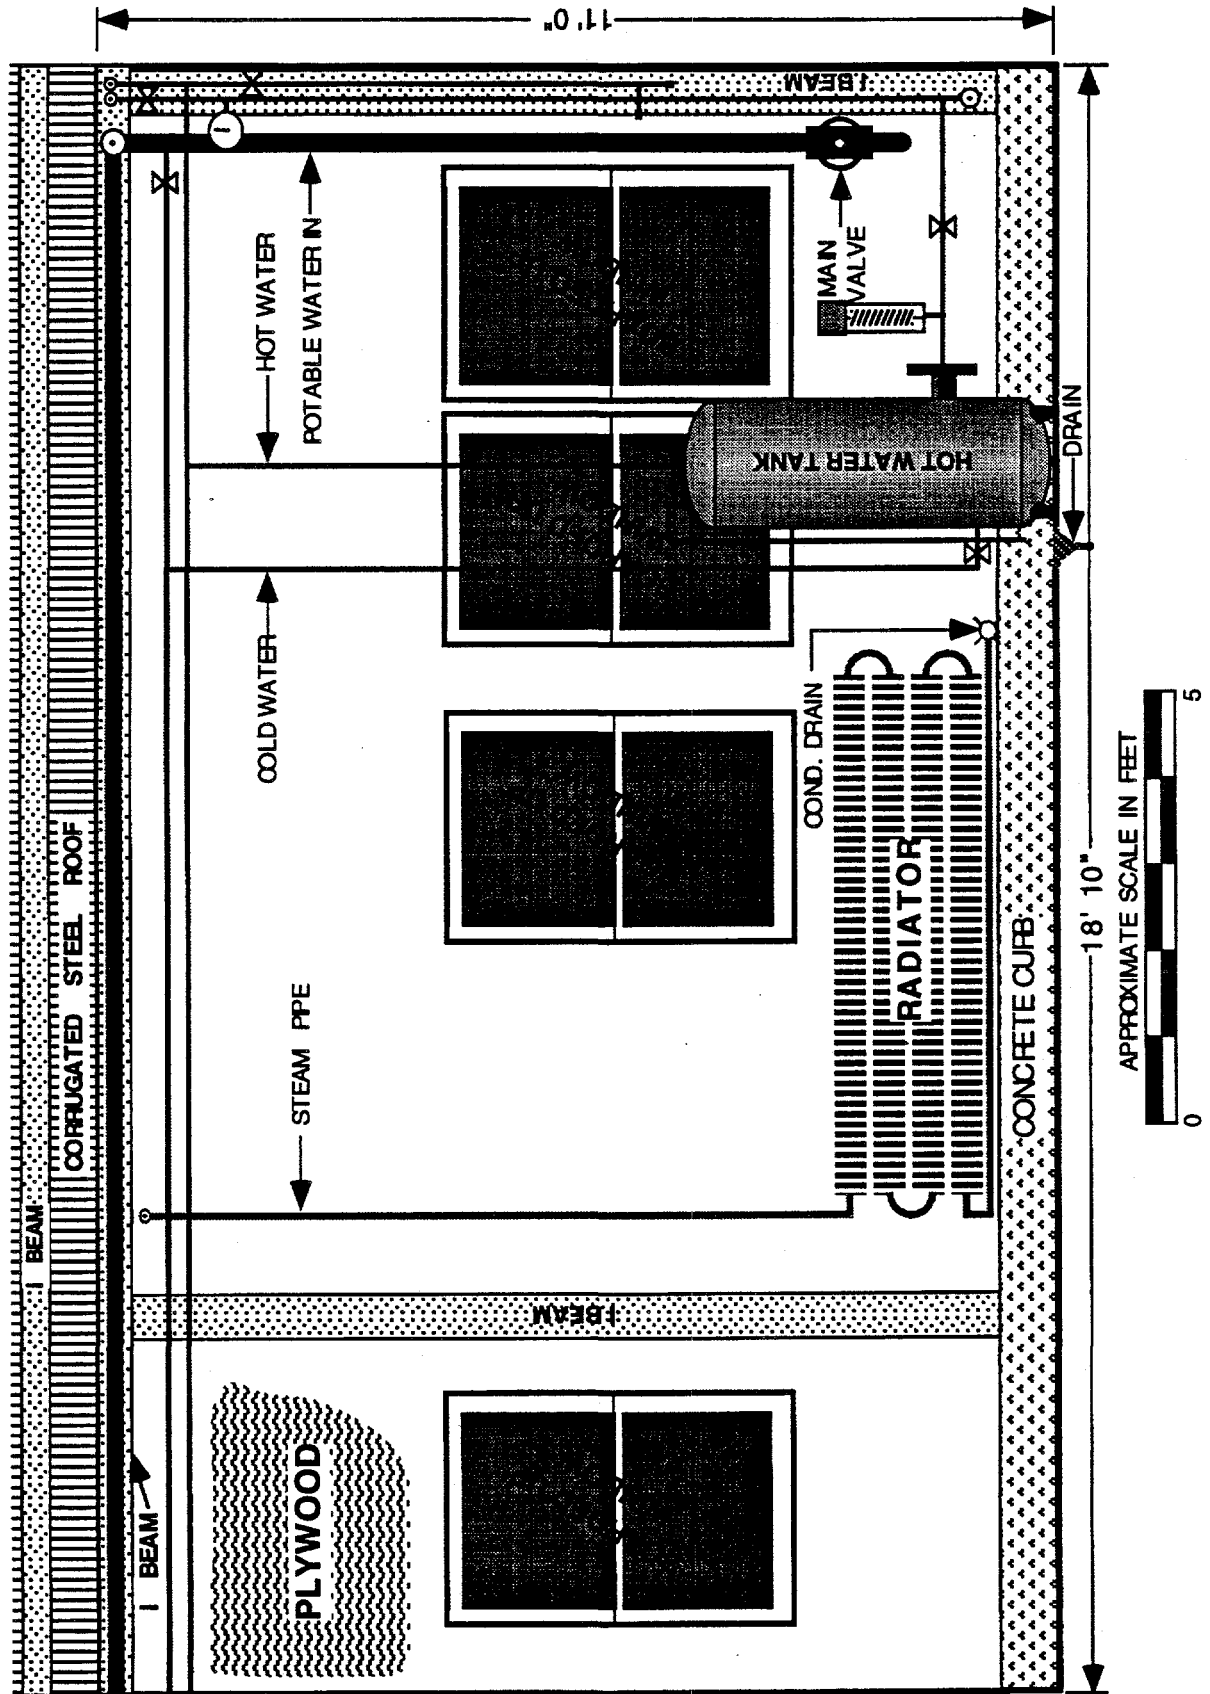 I BEAM
CORRUGATED STEEL ROOF
I BEAM
PLYWOOD
I BEAM
STEAM PPE
COLD WATER
HOT WATER
POTABLE WATER IN
I BEAM
11' 0"
MAIN
VALVE
HOT WATER TANK
DRAIN
COND. DRAIN
RADIATOR
CONCRETE CURB
18' 10"
APPROXIMATE SCALE IN FEET
0 5